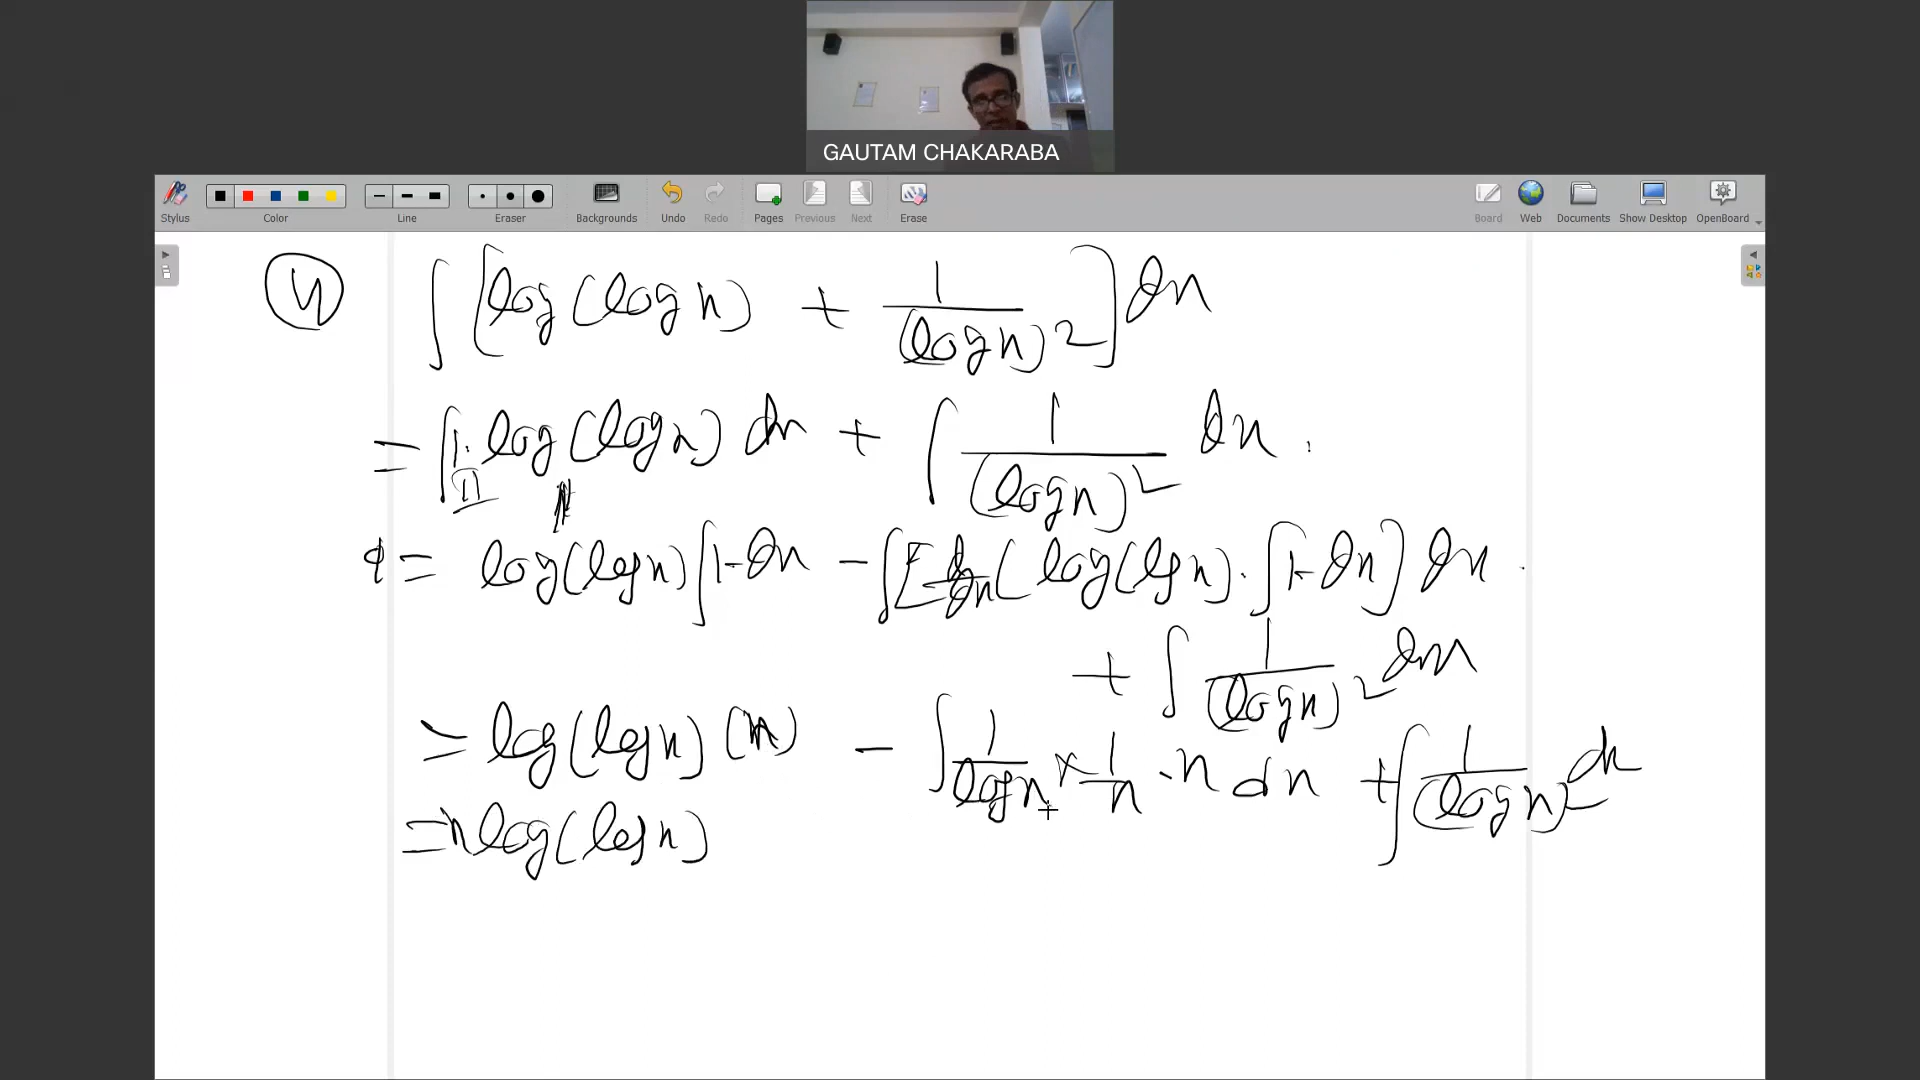 GAUTAM CHAKARABA
Stylus Color Line Eraser Backgrounds Undo Redo Pages Previous Next Erase Board Web Documents Show Desktop OpenBoard
④ ∫[log(log x) + 1/(log x)²] dx
= ∫1·log(log x) dx + ∫ 1/(log x)² dx.
= log(log x)∫1·dx − ∫[d/dx(log(log x)·∫1·dx] dx.
+ ∫ 1/(log x)² dx
= log(log x)(x) − ∫ 1/log x × 1/x · x dx + ∫ 1/(log x)² dx
= x log(log x)